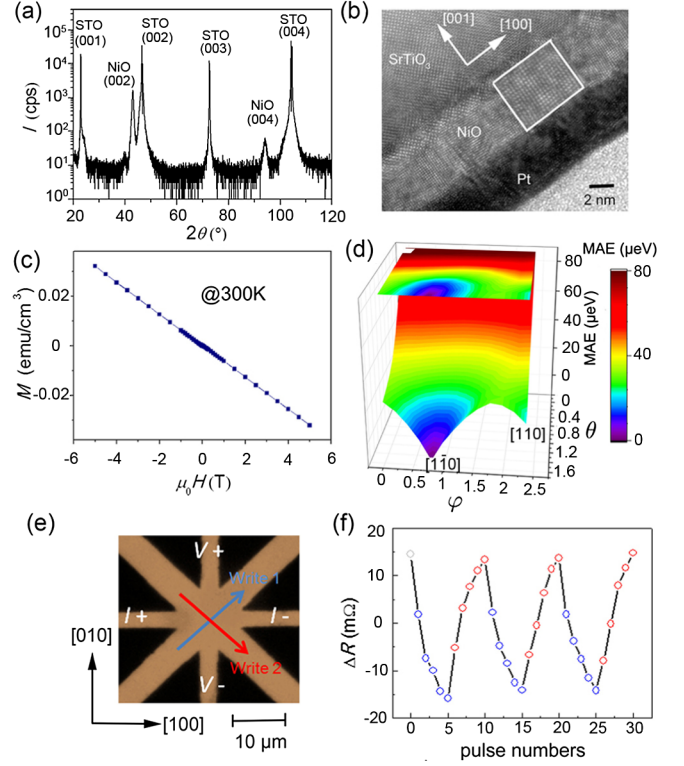 (a)
STO
(001)
NiO
(002)
STO
(002)
STO
(003)
NiO
(004)
STO
(004)
I (cps)
10⁵
10⁴
10³
10²
10¹
10⁰
20 40 60 80 100 120
2θ (°)
(b)
[001]
[100]
SrTiO₃
NiO
Pt
2 nm
(c)
@300K
M (emu/cm³)
0.02
0
-0.02
-6 -4 -2 0 2 4 6
μ₀H (T)
(d)
MAE (μeV)
80
60
40
20
0
MAE (μeV)
80
60
40
20
0
0
0.4
0.8
1.2
1.6
θ
[110]
[11̄0]
0 0.5 1 1.5 2 2.5
φ
(e)
V +
Write 1
I +
I -
Write 2
V -
[010]
[100]
10 μm
(f)
ΔR (mΩ)
20
10
0
-10
-20
0 5 10 15 20 25 30
pulse numbers